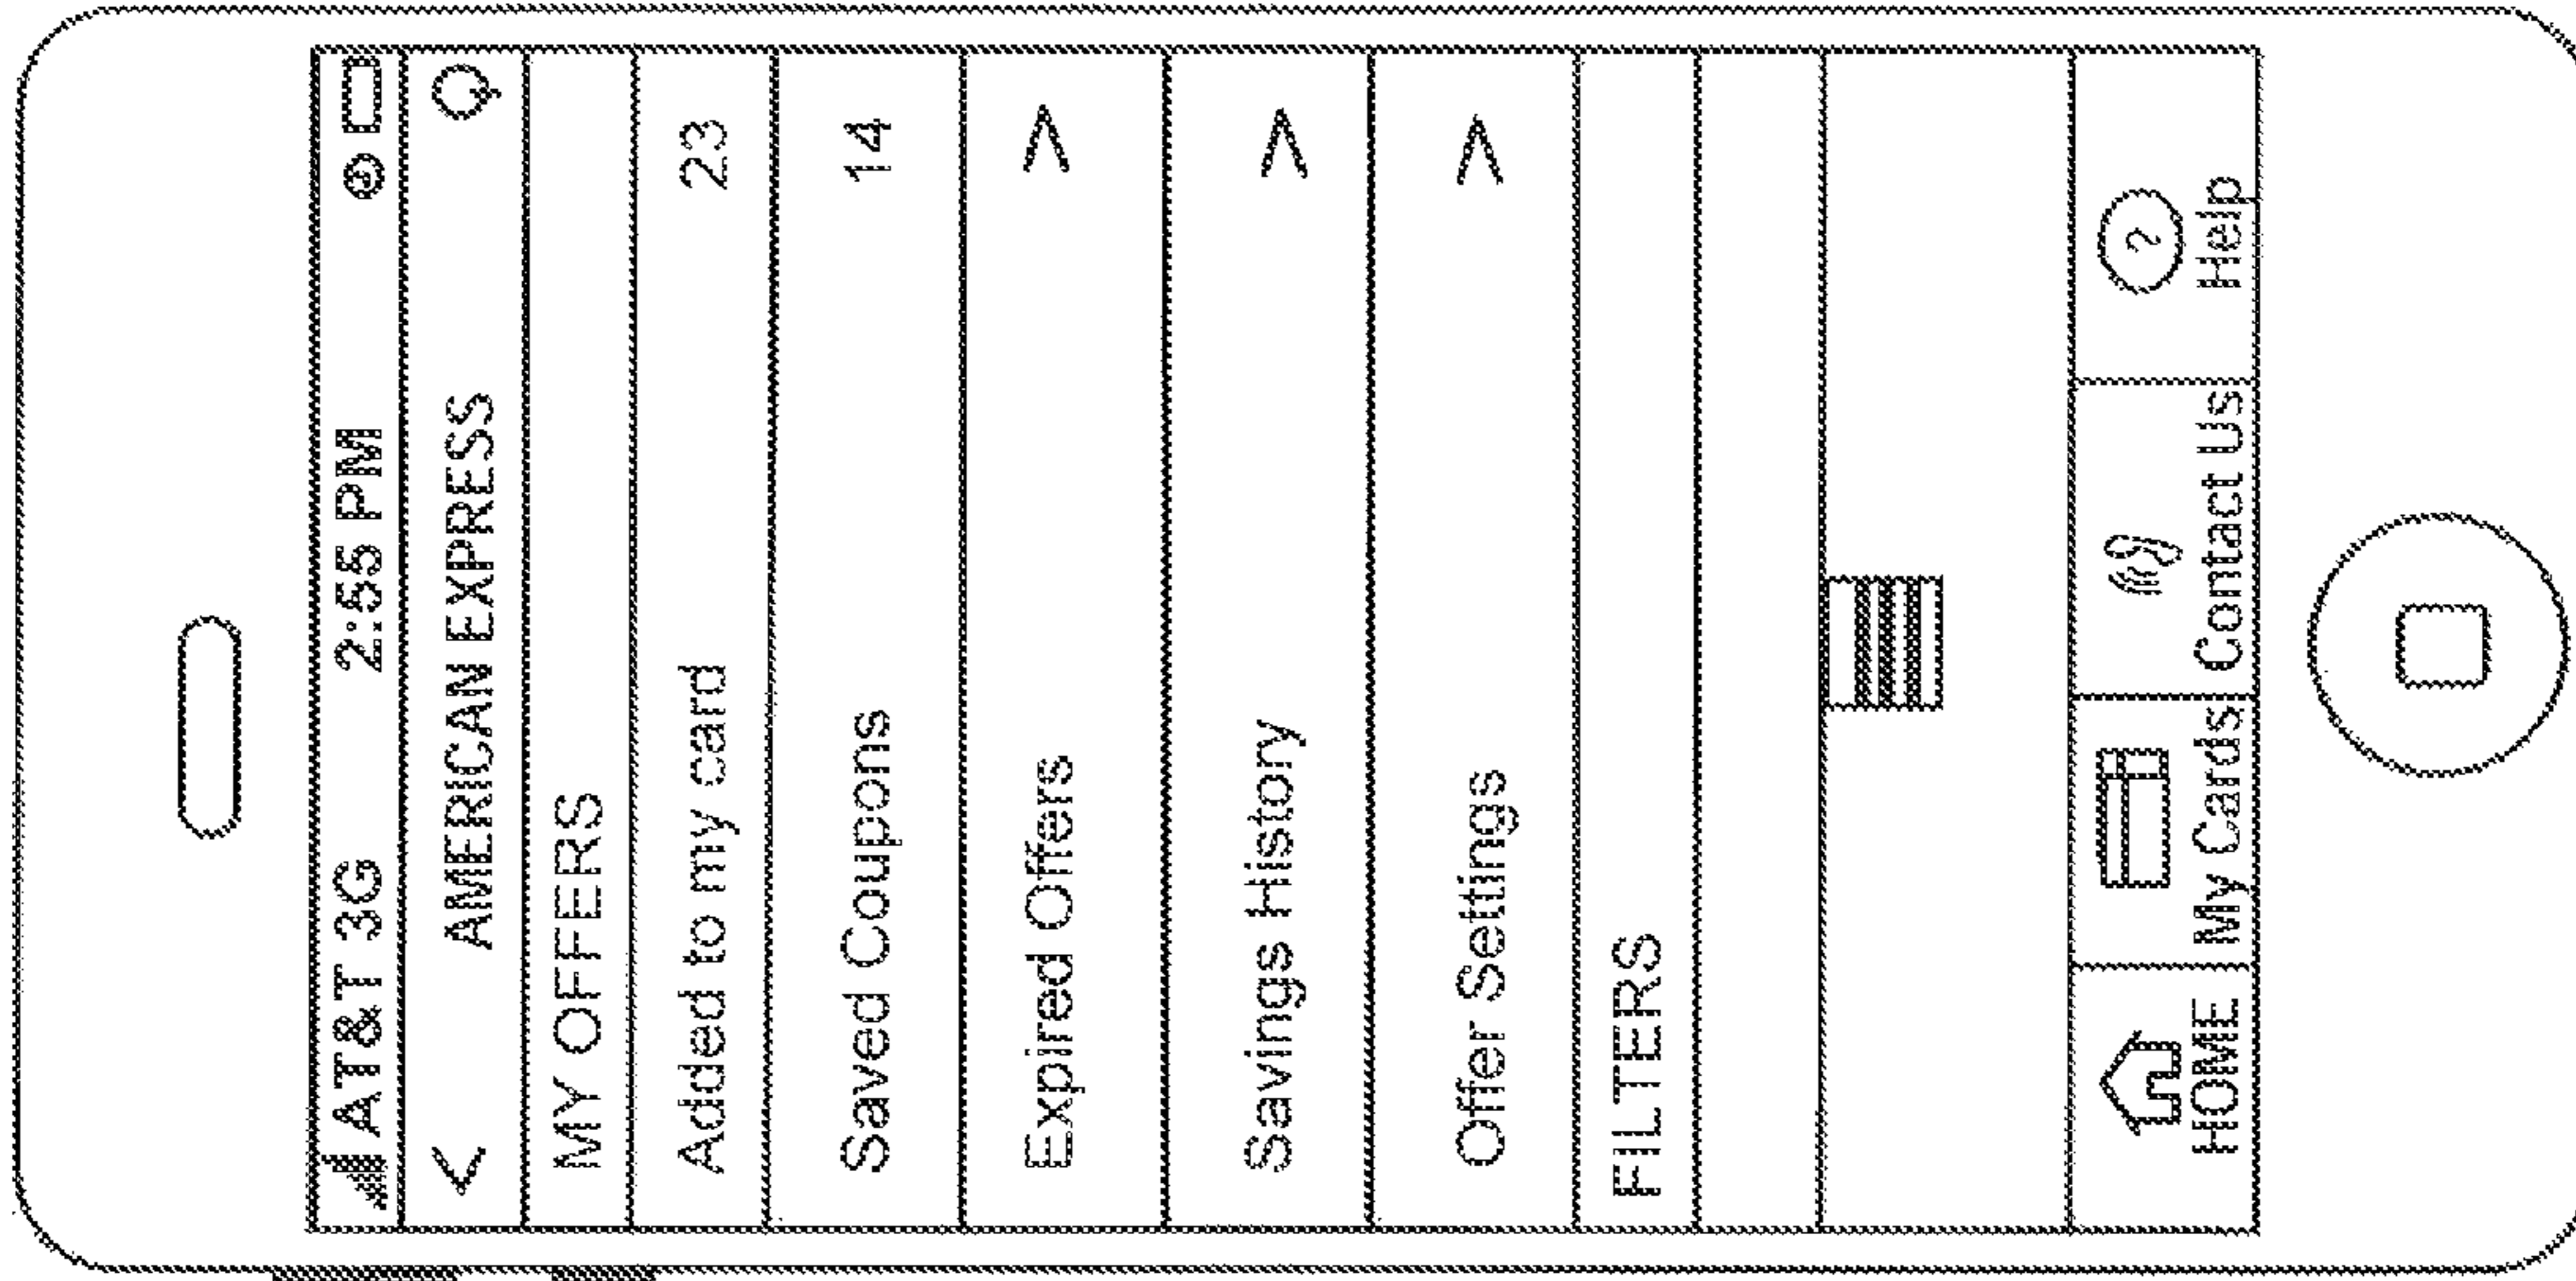 AT&T 3G 2:55 PM
AMERICAN EXPRESS
MY OFFERS
Added to my card 23
Saved Coupons 14
Expired Offers >
Savings History >
Offer Settings >
FILTERS
HOME My Cards Contact Us ? Help